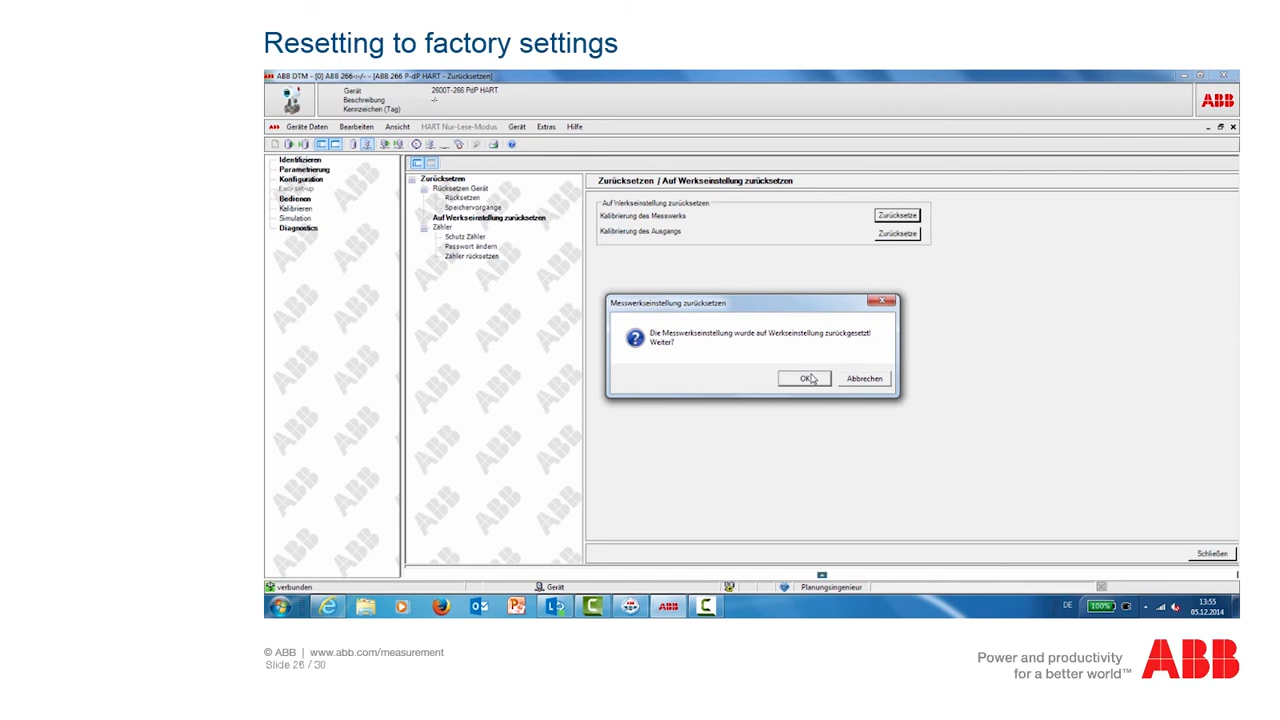 Resetting to factory settings
ABB ABB DTM - [0] ABB 266-:-/- - [ABB 266 P-dP HART - Zurücksetzen]
Gerät 2600T-266 PdP HART
Beschreibung -/-
Kennzeichen (Tag)
ABB
ABB Geräte Daten Bearbeiten Ansicht HART Nur-Lese-Modus Gerät Extras Hilfe
Identifizieren
Parametrierung
Konfiguration
Easy set-up
Bedienen
Kalibrieren
Simulation
Diagnostics
Zurücksetzen
Rücksetzen Gerät
Rücksetzen
Speichervorgänge
Auf Werkseinstellung zurücksetzen
Zähler
Schutz Zähler
Passwort ändern
Zähler rücksetzen
Zurücksetzen / Auf Werkseinstellung zurücksetzen
Auf Werkseinstellung zurücksetzen
Kalibrierung des Messwerks Zurücksetze
Kalibrierung des Ausgangs Zurücksetze
Messwerkseinstellung zurücksetzen
Die Messwerkseinstellung wurde auf Werkseinstellung zurückgesetzt!
Weiter?
OK Abbrechen
Schließen
verbunden Gerät Planungsingenieur
DE 100% 13:55
05.12.2014
© ABB | www.abb.com/measurement
Slide 26 / 30
Power and productivity
for a better world™
ABB